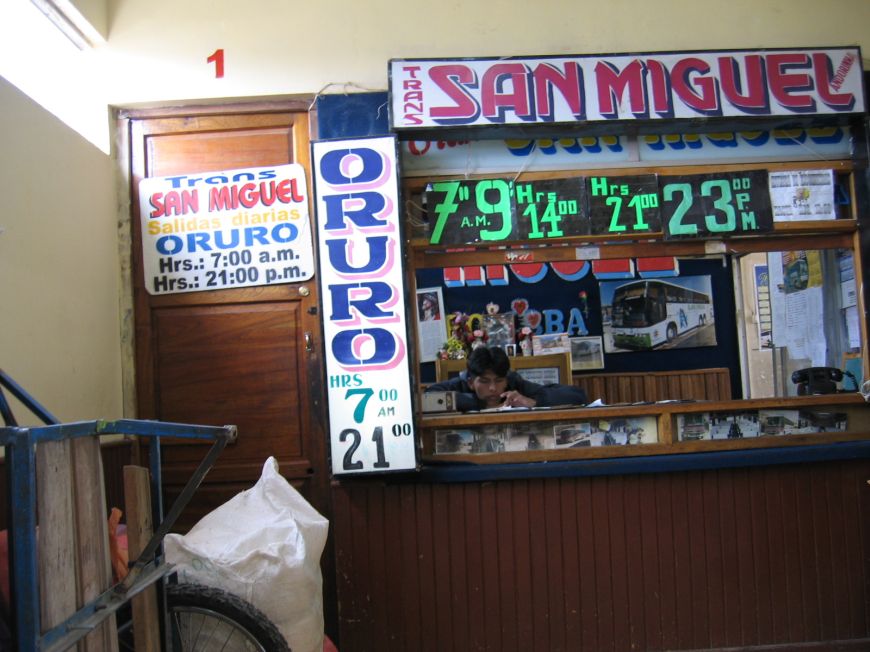 1
TRANS
SAN MIGUEL
Trans
SAN MIGUEL
Salidas diarias
ORURO
Hrs.: 7:00 a.m.
Hrs.: 21:00 p.m.
ORURO
HRS
7 00 AM
21 00
7" 9" A.M.
Hrs 14 00
Hrs 21 00
23 00 P.M.